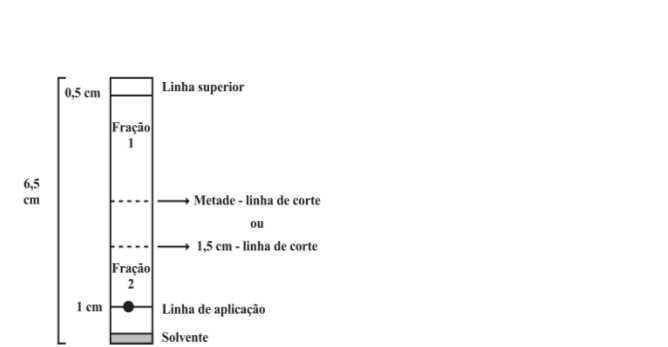 Linha superior
0,5 cm
Fração
1
6,5
cm
Metade - linha de corte
ou
1,5 cm - linha de corte
Fração
2
1 cm
Linha de aplicação
Solvente